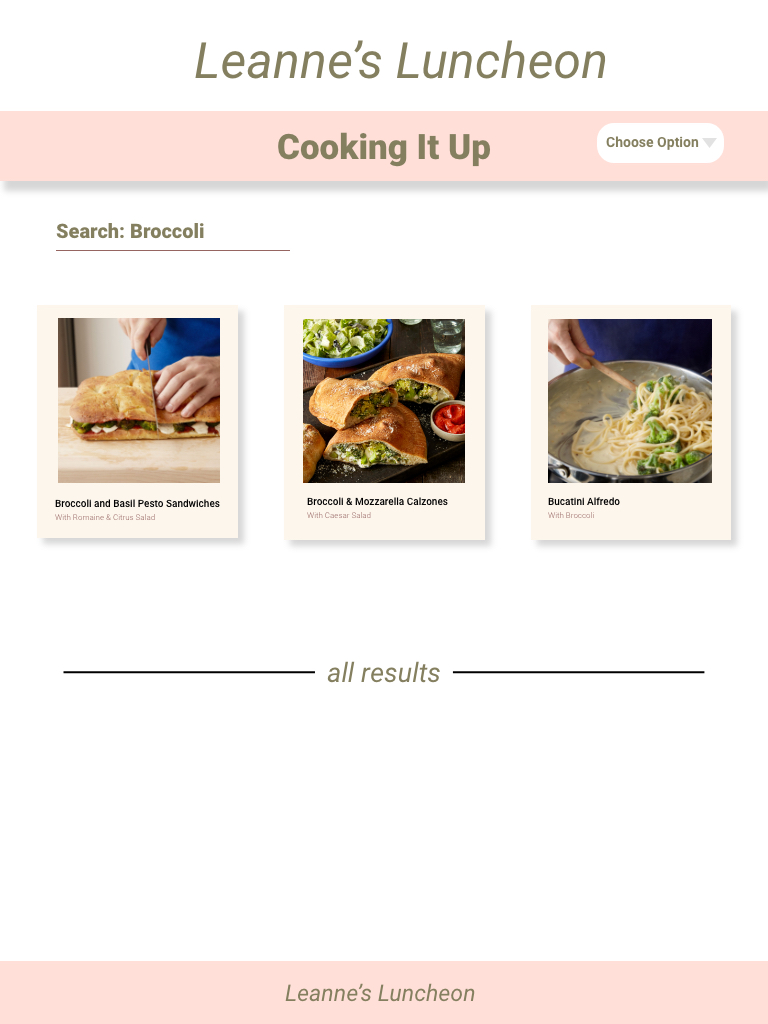 Leanne’s Luncheon
Cooking It Up
Choose Option
Search: Broccoli
Broccoli and Basil Pesto Sandwiches
With Romaine & Citrus Salad
Broccoli & Mozzarella Calzones
With Caesar Salad
Bucatini Alfredo
With Broccoli
all results
Leanne’s Luncheon